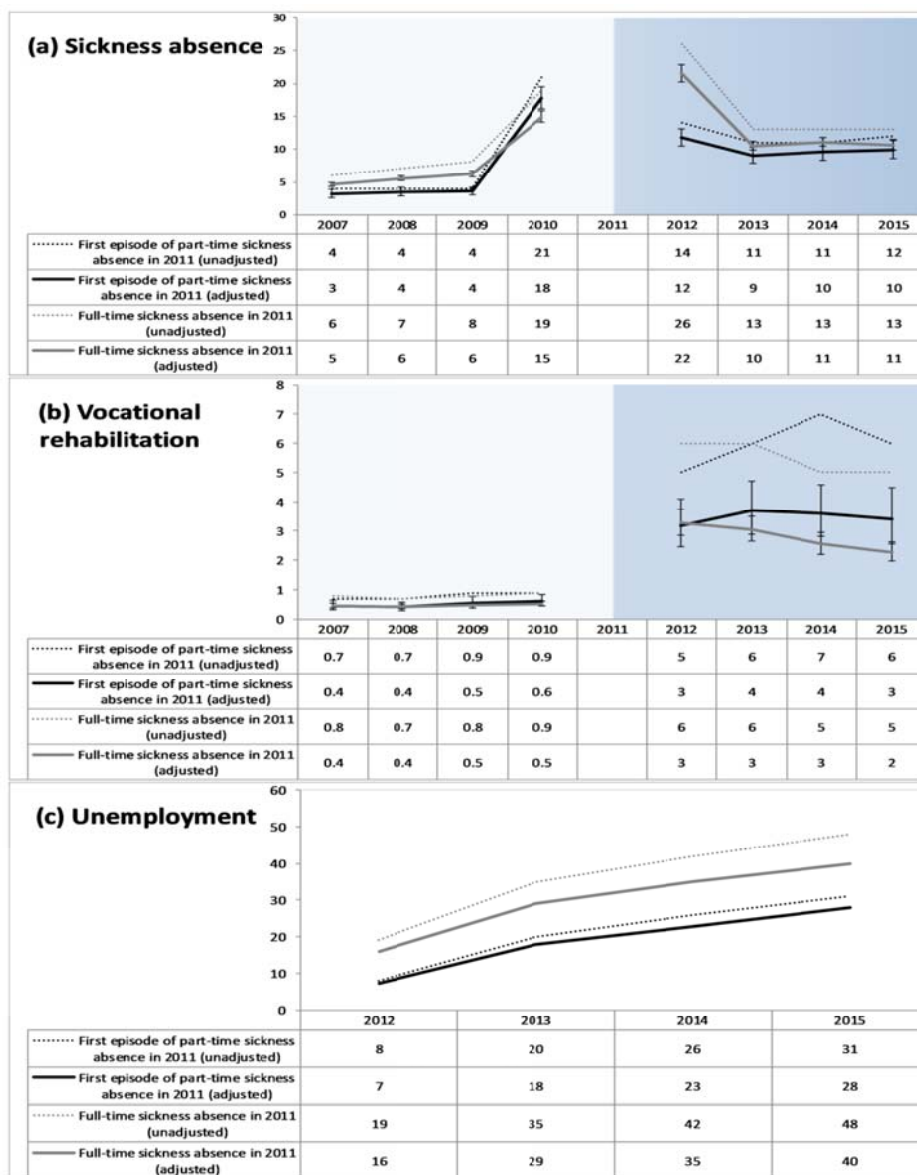 (a) Sickness absence
30
25
20
15
10
5
0
2007 2008 2009 2010 2011 2012 2013 2014 2015
First episode of part-time sickness
absence in 2011 (unadjusted) 4 4 4 21 14 11 11 12
First episode of part-time sickness
absence in 2011 (adjusted) 3 4 4 18 12 9 10 10
Full-time sickness absence in 2011
(unadjusted) 6 7 8 19 26 13 13 13
Full-time sickness absence in 2011
(adjusted) 5 6 6 15 22 10 11 11
(b) Vocational
rehabilitation
8
7
6
5
4
3
2
1
0
2007 2008 2009 2010 2011 2012 2013 2014 2015
First episode of part-time sickness
absence in 2011 (unadjusted) 0.7 0.7 0.9 0.9 5 6 7 6
First episode of part-time sickness
absence in 2011 (adjusted) 0.4 0.4 0.5 0.6 3 4 4 3
Full-time sickness absence in 2011
(unadjusted) 0.8 0.7 0.8 0.9 6 6 5 5
Full-time sickness absence in 2011
(adjusted) 0.4 0.4 0.5 0.5 3 3 3 2
(c) Unemployment
60
50
40
30
20
10
0
2012 2013 2014 2015
First episode of part-time sickness
absence in 2011 (unadjusted) 8 20 26 31
First episode of part-time sickness
absence in 2011 (adjusted) 7 18 23 28
Full-time sickness absence in 2011
(unadjusted) 19 35 42 48
Full-time sickness absence in 2011
(adjusted) 16 29 35 40